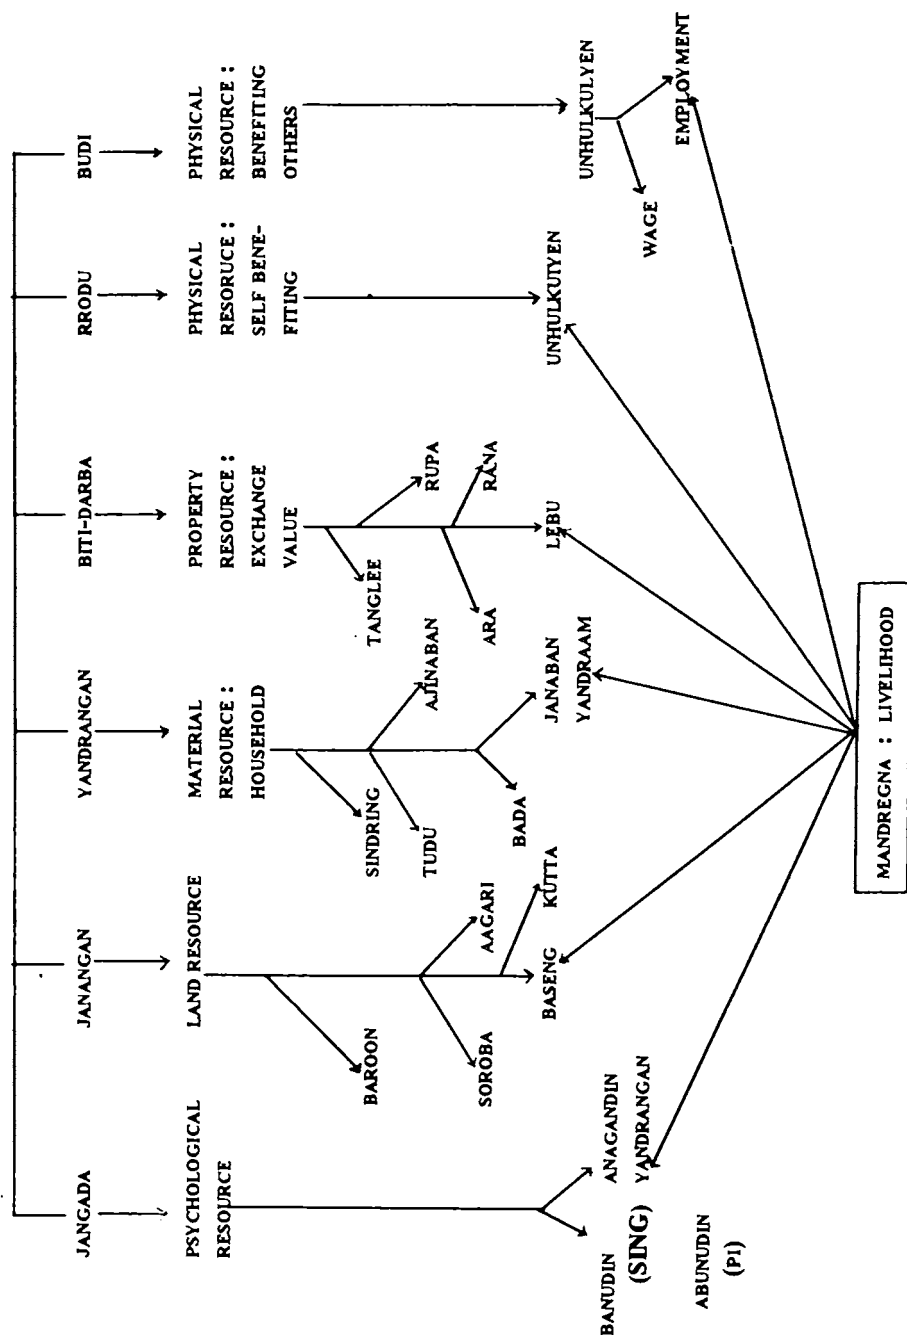 JANGADA
JANANGAN
YANDRANGAN
BITI-DARBA
RRODU
BUDI
PSYCHOLOGICAL
RESOURCE
LAND RESOURCE
MATERIAL
RESOURCE :
HOUSEHOLD
PROPERTY
RESOURCE :
EXCHANGE
VALUE
PHYSICAL
RESORUCE :
SELF BENE-
FITING
PHYSICAL
RESOURCE :
BENEFITING
OTHERS
BAROON
SOROBA
AAGARI
KUTTA
BASENG
SINDRING
TUDU
AJINABAN
BADA
JANABAN
YANDRAAM
TANGLEE
RUPA
ARA
RANA
LEBU
UNHULKUIYEN
UNHULKULYEN
WAGE
EMPLOYMENT
BANUDIN
(SING)
ANAGANDIN
YANDRANGAN
ABUNUDIN
(PI)
MANDREGNA : LIVELIHOOD